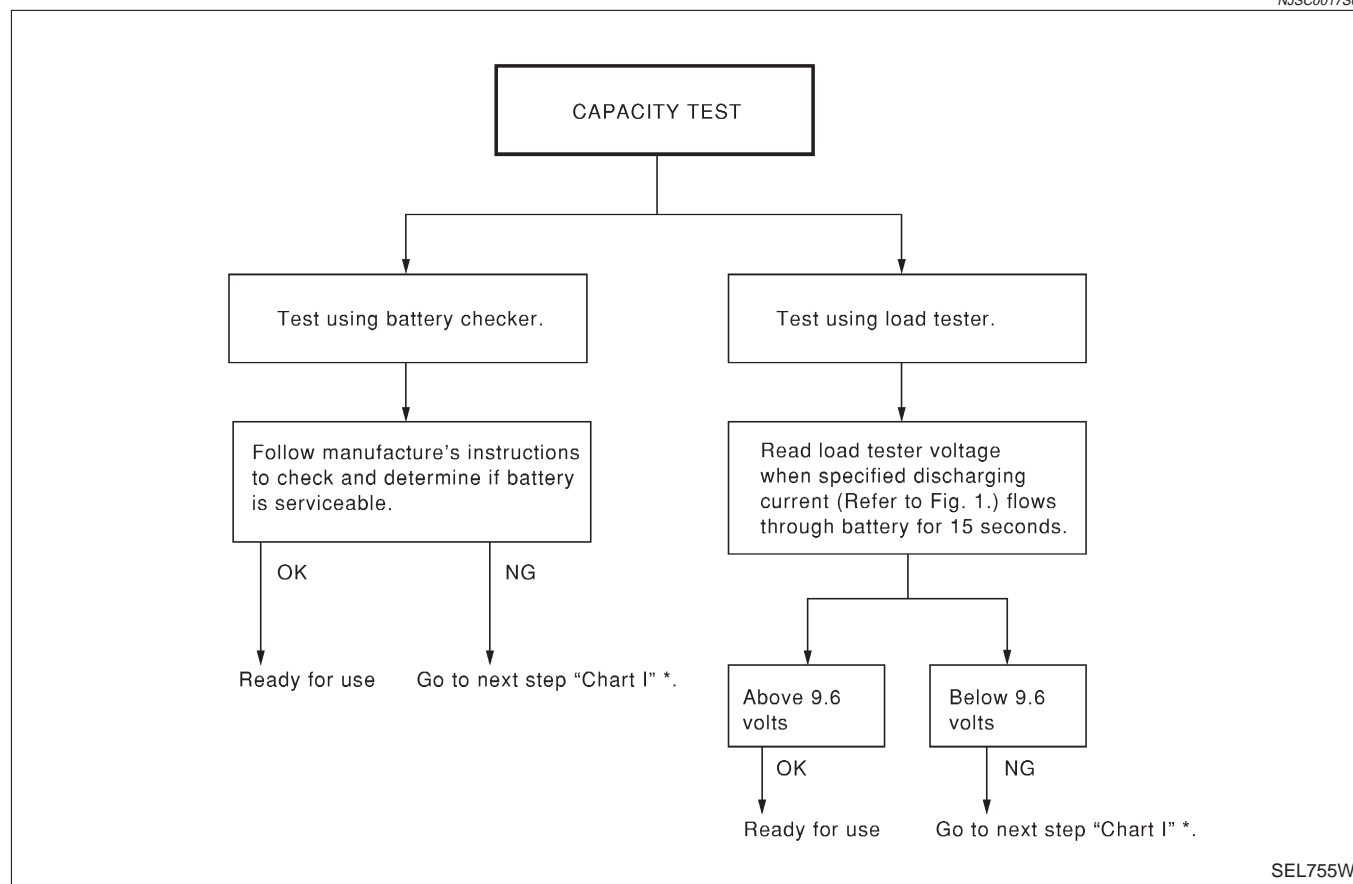 CAPACITY TEST
Test using battery checker.
Test using load tester.
Follow manufacture's instructions
to check and determine if battery
is serviceable.
Read load tester voltage
when specified discharging
current (Refer to Fig. 1.) flows
through battery for 15 seconds.
OK
NG
Ready for use
Go to next step “Chart I” *.
Above 9.6
volts
Below 9.6
volts
OK
NG
Ready for use
Go to next step “Chart I” *.
SEL755W